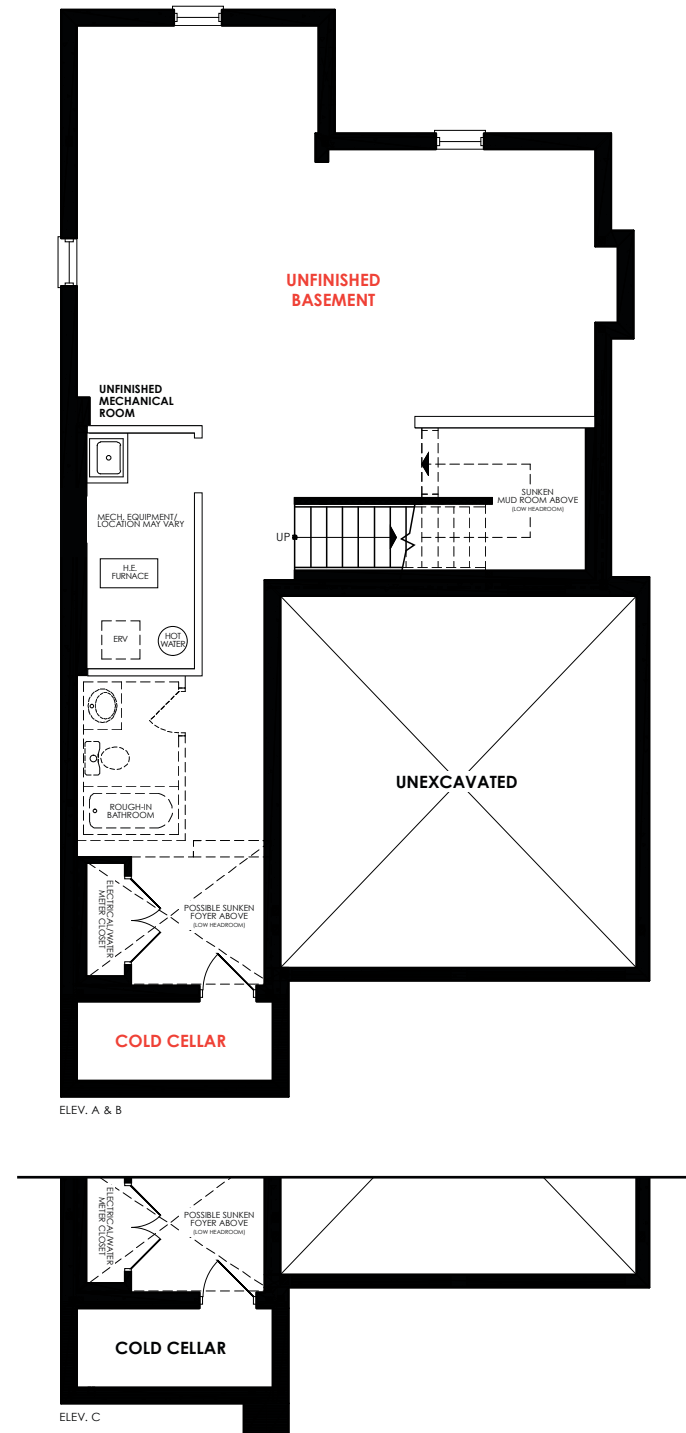 UNFINISHED
BASEMENT
UNFINISHED
MECHANICAL
ROOM
MECH. EQUIPMENT/
LOCATION MAY VARY
SUNKEN
MUD ROOM ABOVE
(LOW HEADROOM)
UP
H.E.
FURNACE
ERV
HOT
WATER
UNEXCAVATED
ROUGH-IN
BATHROOM
ELECTRICAL/WATER
METER CLOSET
POSSIBLE SUNKEN
FOYER ABOVE
(LOW HEADROOM)
COLD CELLAR
ELEV. A & B
ELECTRICAL/WATER
METER CLOSET
POSSIBLE SUNKEN
FOYER ABOVE
(LOW HEADROOM)
COLD CELLAR
ELEV. C